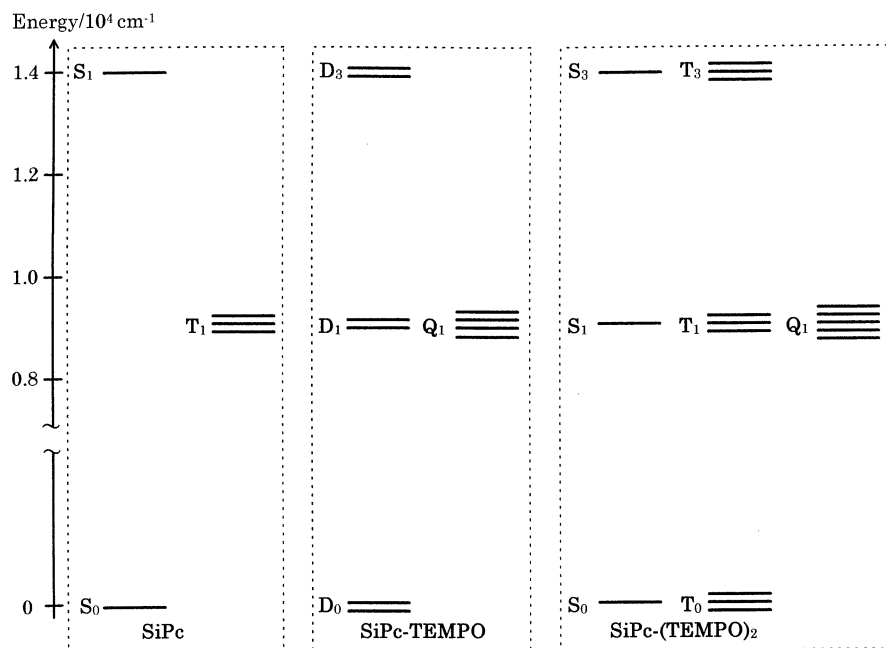 Energy/10⁴ cm⁻¹
1.4
1.2
1.0
0.8
0
S₁
T₁
S₀
SiPc
D₃
D₁
Q₁
D₀
SiPc-TEMPO
S₃
T₃
S₁
T₁
Q₁
S₀
T₀
SiPc-(TEMPO)₂